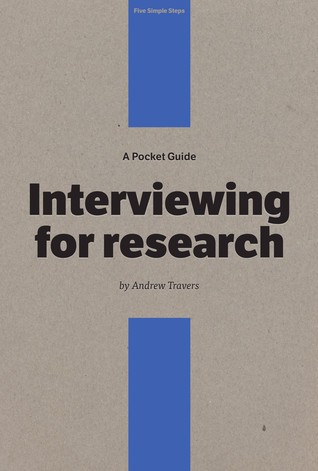 Five Simple Steps
A Pocket Guide
Interviewing
for research
by Andrew Travers